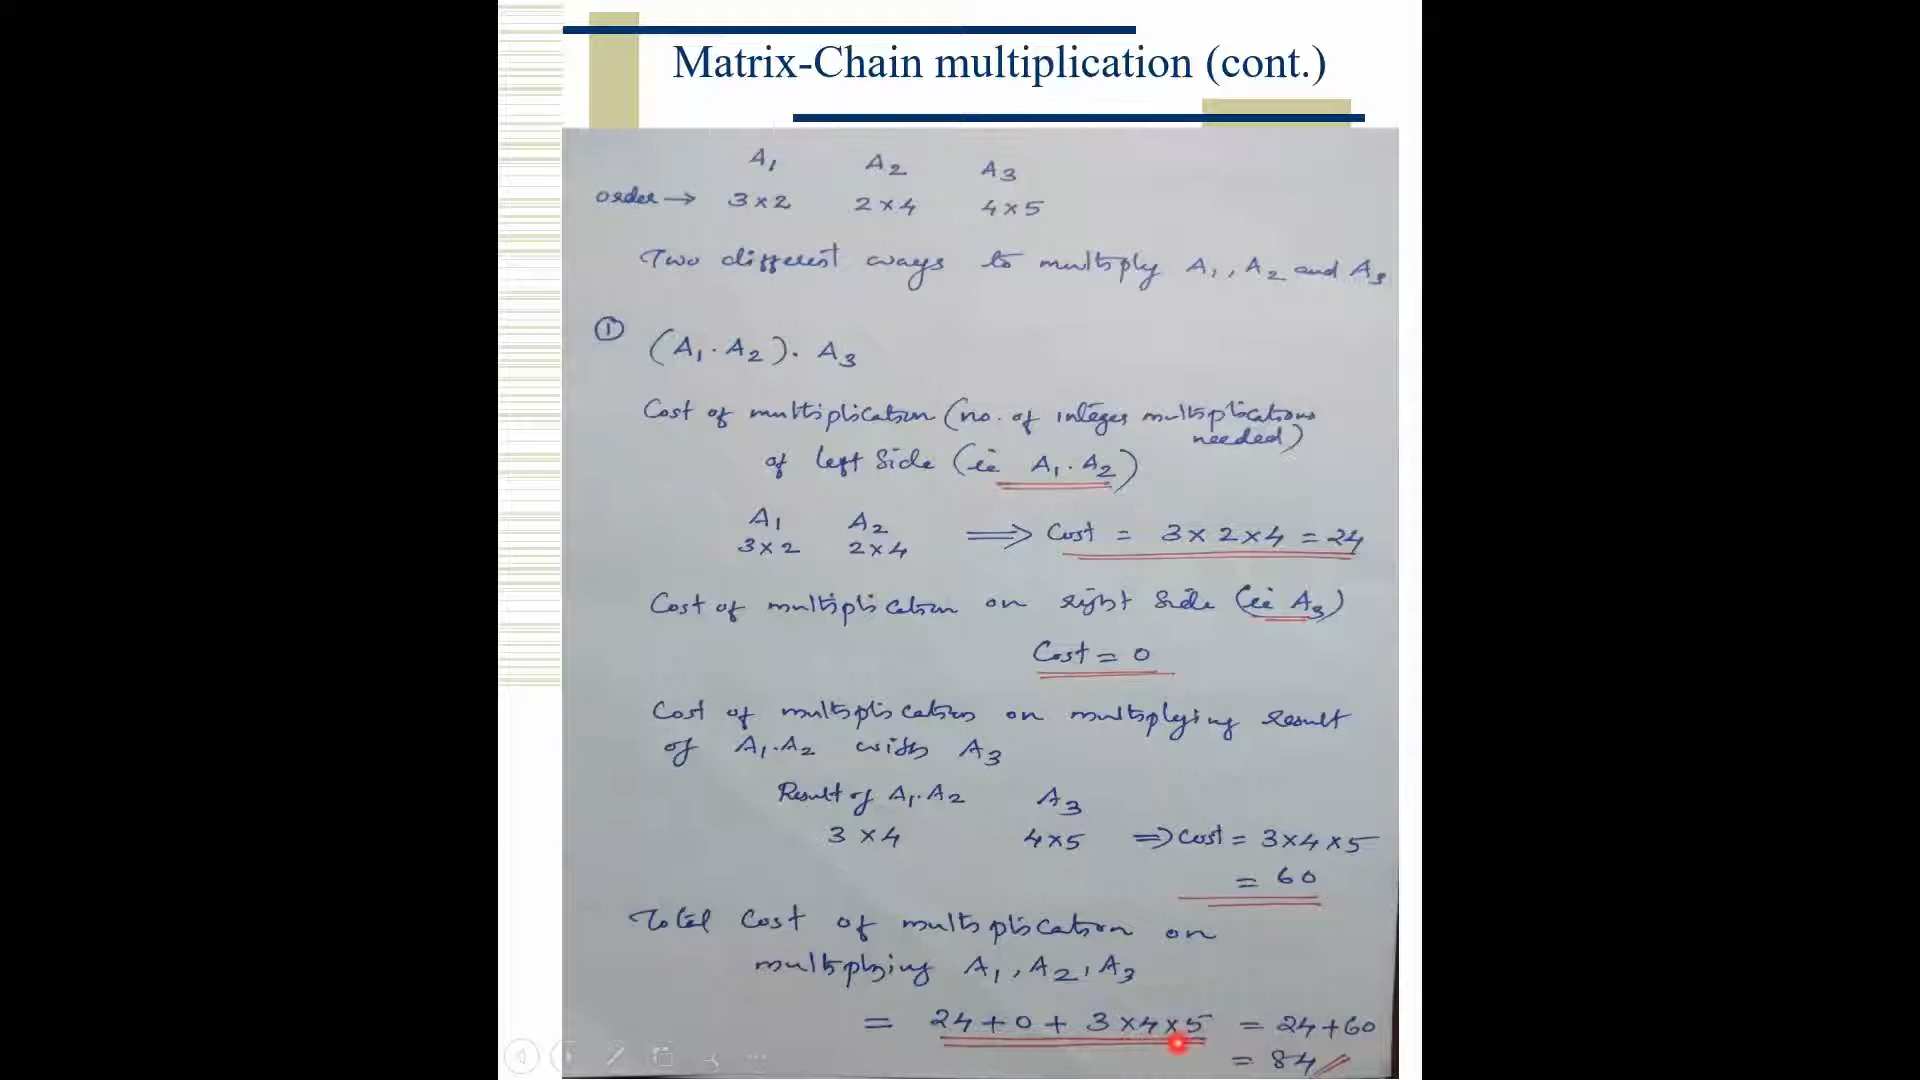 Matrix-Chain multiplication (cont.)
A1 A2 A3
order → 3×2 2×4 4×5
Two different ways to multiply A1, A2 and A3
① (A1 · A2) · A3
Cost of multiplication (no. of integer multiplications
needed)
of left side (ie A1 · A2)
A1 A2
3×2 2×4 ⟹ Cost = 3×2×4 = 24
Cost of multiplication on right side (ie A3)
Cost = 0
Cost of multiplication on multiplying result
of A1·A2 with A3
Result of A1·A2 A3
3×4 4×5 ⟹ Cost = 3×4×5
= 60
Total cost of multiplication on
multiplying A1, A2, A3
= 24+0+3×4×5 = 24+60
= 84